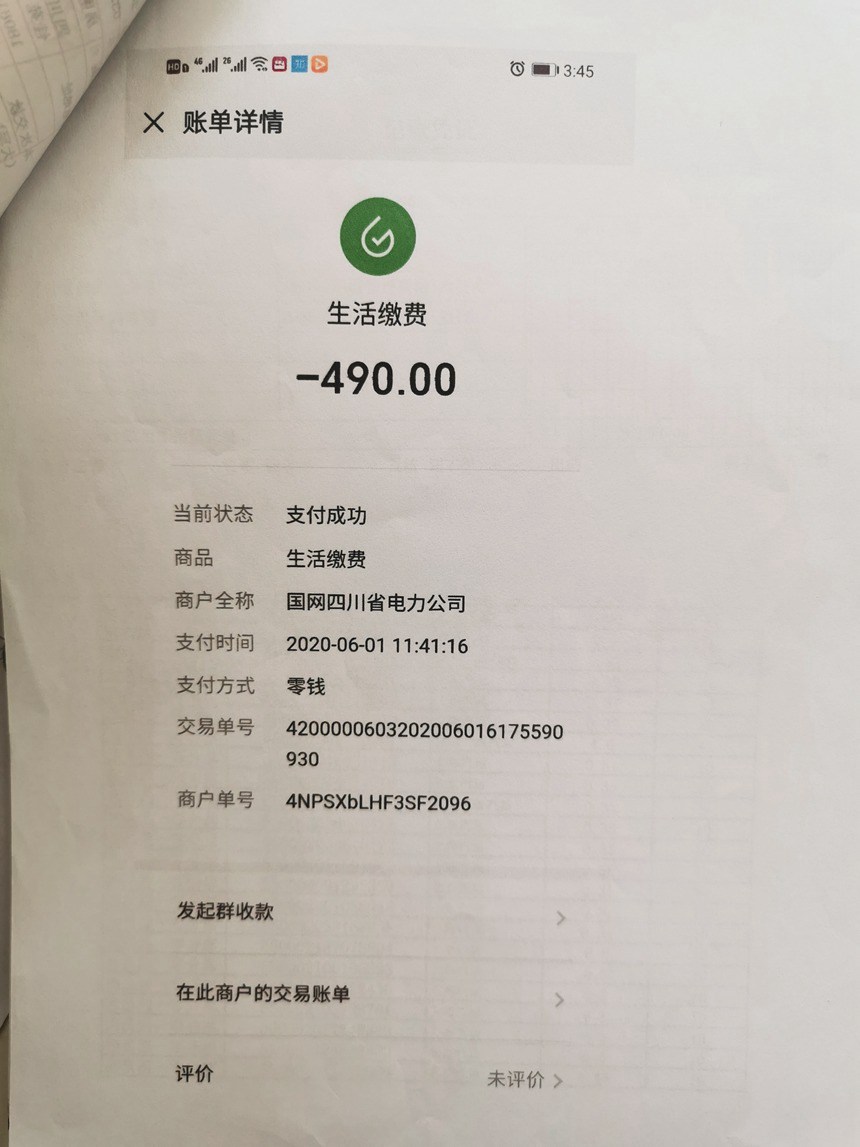 HD 4G 2G 3:45
账单详情
生活缴费
-490.00
当前状态 支付成功
商品 生活缴费
商户全称 国网四川省电力公司
支付时间 2020-06-01 11:41:16
支付方式 零钱
交易单号 4200000603202006016175590
930
商户单号 4NPSXbLHF3SF2096
发起群收款
在此商户的交易账单
评价 未评价